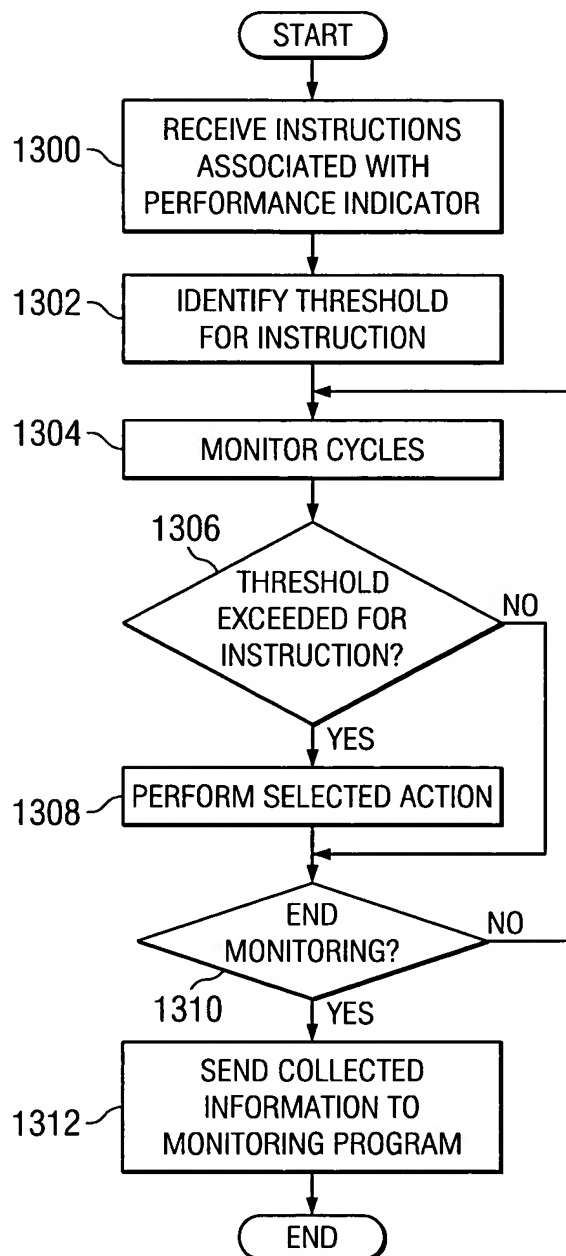 START
1300
RECEIVE INSTRUCTIONS
ASSOCIATED WITH
PERFORMANCE INDICATOR
1302
IDENTIFY THRESHOLD
FOR INSTRUCTION
1304
MONITOR CYCLES
1306
THRESHOLD
EXCEEDED FOR
INSTRUCTION?
NO
YES
1308
PERFORM SELECTED ACTION
END
MONITORING?
NO
1310
YES
1312
SEND COLLECTED
INFORMATION TO
MONITORING PROGRAM
END